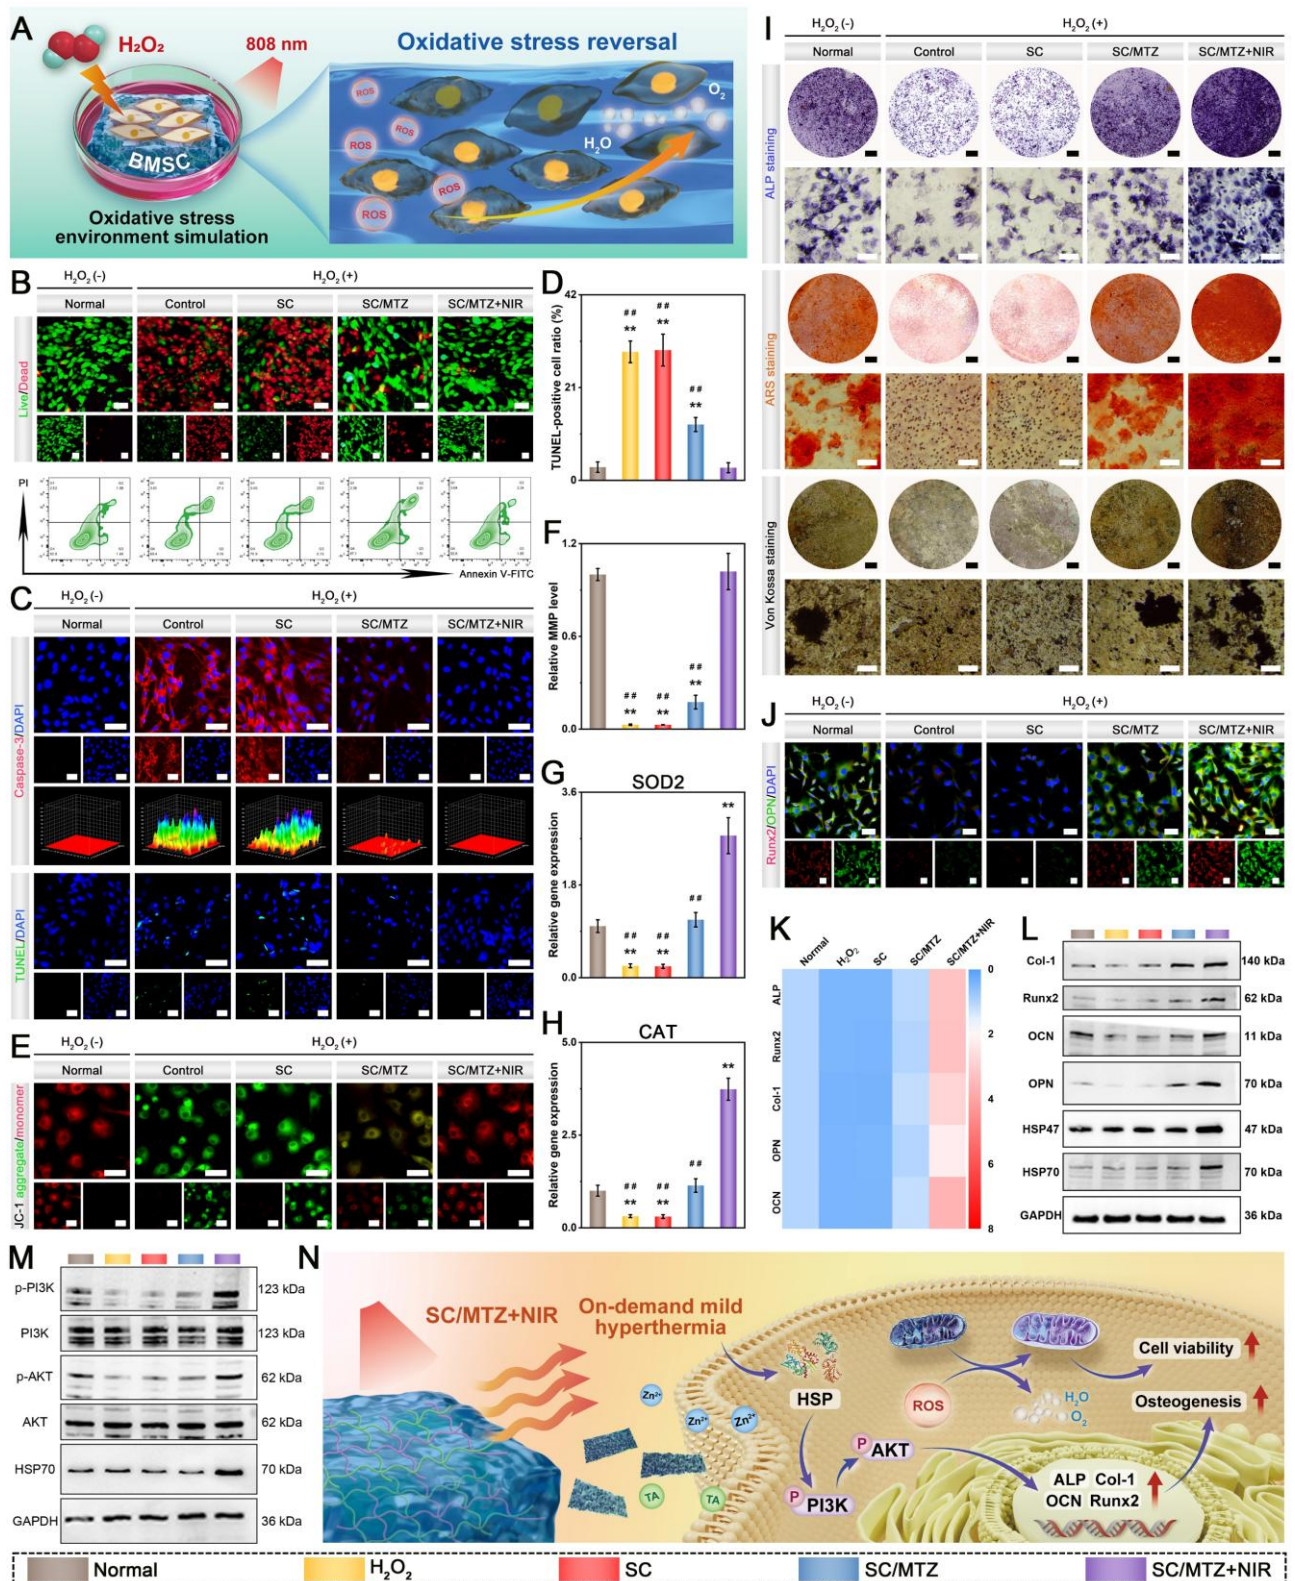 A
H₂O₂
808 nm
Oxidative stress reversal
BMSC
Oxidative stress
environment simulation
ROS
ROS
ROS
ROS
ROS
O₂
H₂O
B
H₂O₂ (-)
H₂O₂ (+)
Normal
Control
SC
SC/MTZ
SC/MTZ+NIR
Live/Dead
PI
Annexin V-FITC
C
H₂O₂ (-)
H₂O₂ (+)
Normal
Control
SC
SC/MTZ
SC/MTZ+NIR
Caspase-3/DAPI
TUNEL/DAPI
D
TUNEL-positive cell ratio (%)
42
21
0
##
**
##
**
##
**
E
H₂O₂ (-)
H₂O₂ (+)
Normal
Control
SC
SC/MTZ
SC/MTZ+NIR
JC-1 aggregate/monomer
F
Relative MMP level
1.2
0.6
0.0
##
**
##
**
##
**
G
SOD2
Relative gene expression
3.6
1.8
0.0
##
**
##
**
##
**
H
CAT
Relative gene expression
5.0
2.5
0.0
##
**
##
**
##
**
I
H₂O₂ (-)
H₂O₂ (+)
Normal
Control
SC
SC/MTZ
SC/MTZ+NIR
ALP staining
ARS staining
Von Kossa staining
J
H₂O₂ (-)
H₂O₂ (+)
Normal
Control
SC
SC/MTZ
SC/MTZ+NIR
Runx2/OPN/DAPI
K
Normal
H₂O₂
SC
SC/MTZ
SC/MTZ+NIR
ALP
Runx2
Col-1
OPN
OCN
0
2
4
6
8
L
Col-1 140 kDa
Runx2 62 kDa
OCN 11 kDa
OPN 70 kDa
HSP47 47 kDa
HSP70 70 kDa
GAPDH 36 kDa
M
p-PI3K 123 kDa
PI3K 123 kDa
p-AKT 62 kDa
AKT 62 kDa
HSP70 70 kDa
GAPDH 36 kDa
N
SC/MTZ+NIR
On-demand mild
hyperthermia
Zn²⁺
Zn²⁺
Zn²⁺
TA
TA
HSP
P PI3K
P AKT
ROS
H₂O
O₂
Cell viability
Osteogenesis
ALP Col-1
OCN Runx2
Normal
H₂O₂
SC
SC/MTZ
SC/MTZ+NIR